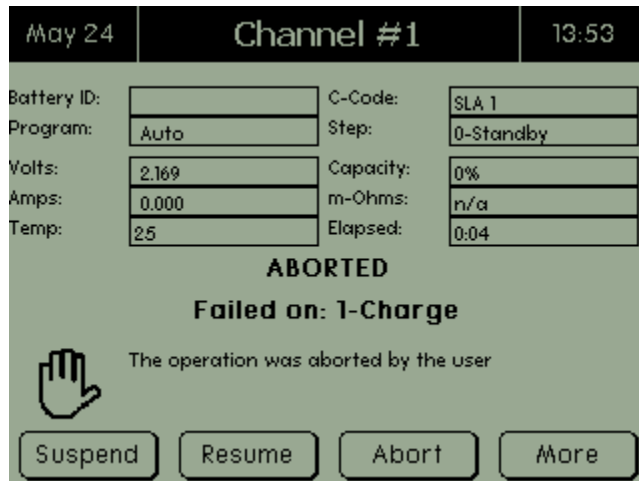 May 24 Channel #1 13:53
Battery ID: C-Code: SLA 1
Program: Auto Step: 0-Standby
Volts: 2.169 Capacity: 0%
Amps: 0.000 m-Ohms: n/a
Temp: 25 Elapsed: 0:04
ABORTED
Failed on: 1-Charge
The operation was aborted by the user
Suspend Resume Abort More